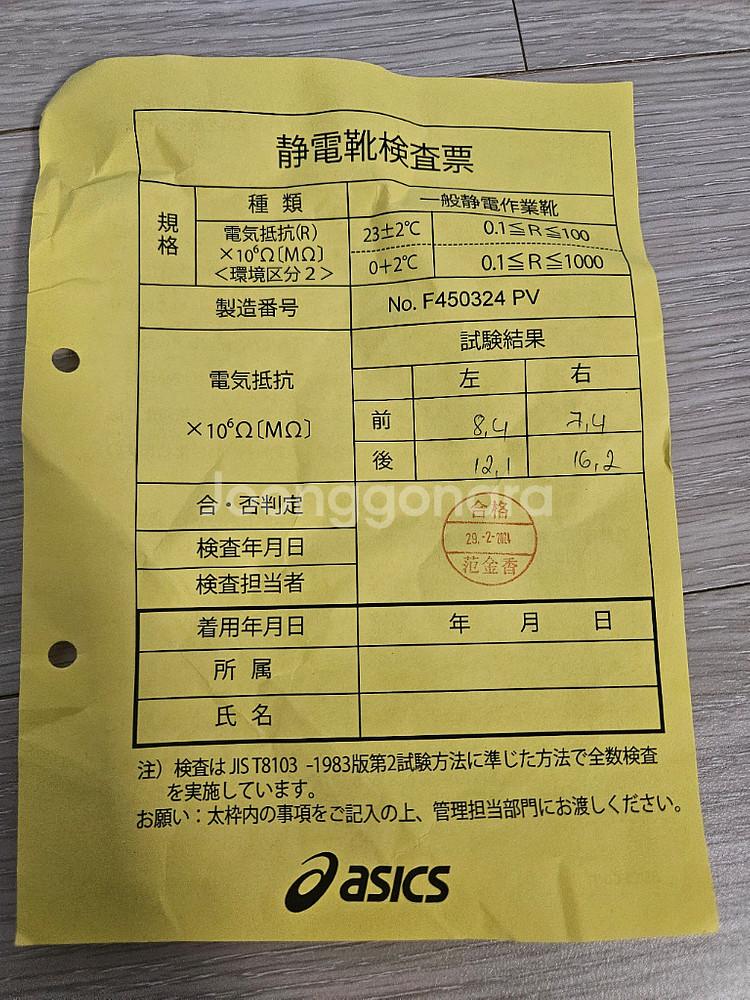 静電靴検査票
規格
種類
一般静電作業靴
電気抵抗(R)
×10⁶Ω〔MΩ〕
<環境区分2>
23±2℃
0.1≦R≦100
0+2℃
0.1≦R≦1000
製造番号
No. F450324 PV
電気抵抗
×10⁶Ω〔MΩ〕
試験結果
左
右
前
8,4
7,4
後
12,1
16,2
合・否判定
検査年月日
検査担当者
合格
29.-2-2024
范金香
joonggonara
着用年月日
年 月 日
所属
氏名
注）検査は JIS T8103 -1983版第2試験方法に準じた方法で全数検査
を実施しています。
お願い：太枠内の事項をご記入の上、管理担当部門にお渡しください。
asics